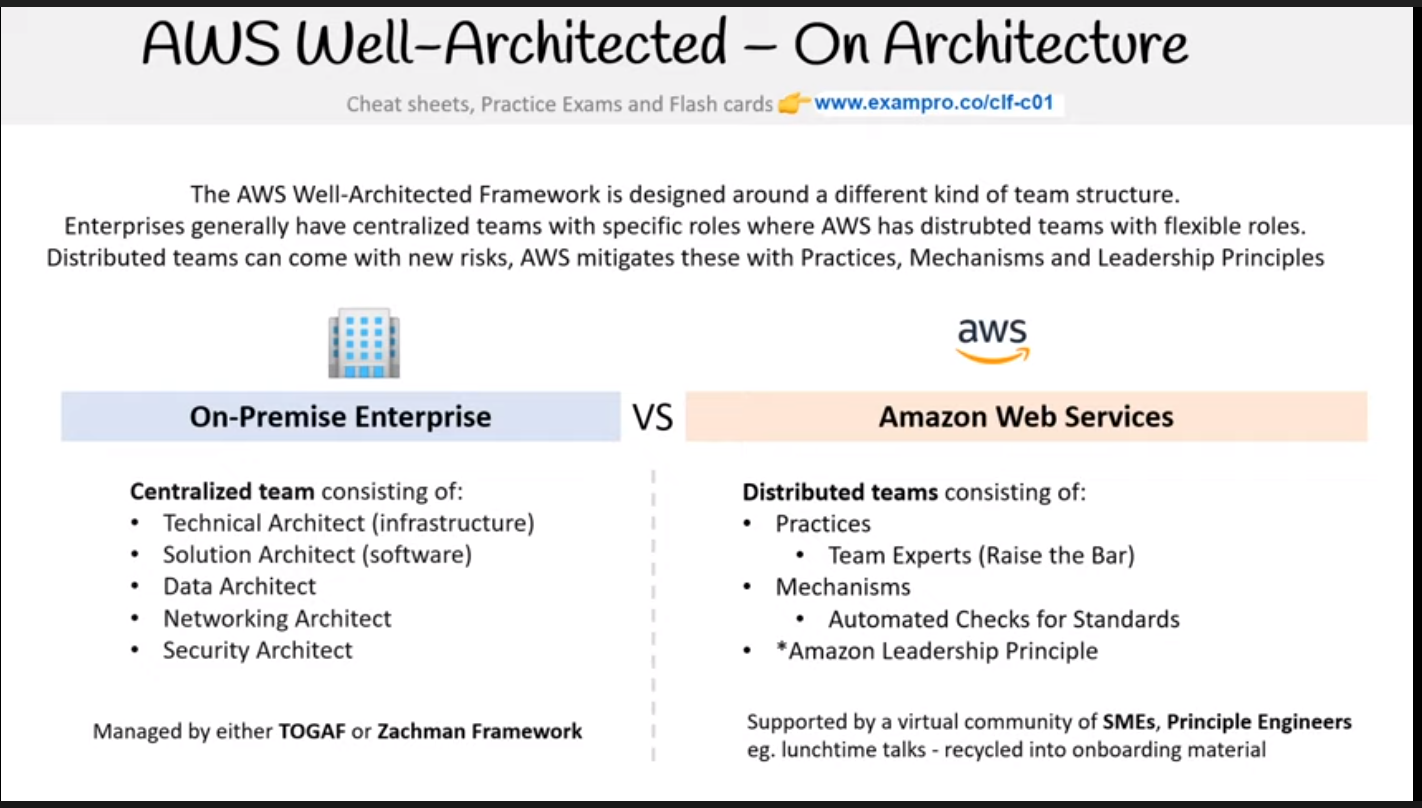 AWS Well-Architected – On Architecture
Cheat sheets, Practice Exams and Flash cards 👉 www.exampro.co/clf-c01
The AWS Well-Architected Framework is designed around a different kind of team structure.
Enterprises generally have centralized teams with specific roles where AWS has distrubted teams with flexible roles.
Distributed teams can come with new risks, AWS mitigates these with Practices, Mechanisms and Leadership Principles
aws
On-Premise Enterprise
VS
Amazon Web Services
Centralized team consisting of:
• Technical Architect (infrastructure)
• Solution Architect (software)
• Data Architect
• Networking Architect
• Security Architect
Managed by either TOGAF or Zachman Framework
Distributed teams consisting of:
• Practices
• Team Experts (Raise the Bar)
• Mechanisms
• Automated Checks for Standards
• *Amazon Leadership Principle
Supported by a virtual community of SMEs, Principle Engineers
eg. lunchtime talks - recycled into onboarding material